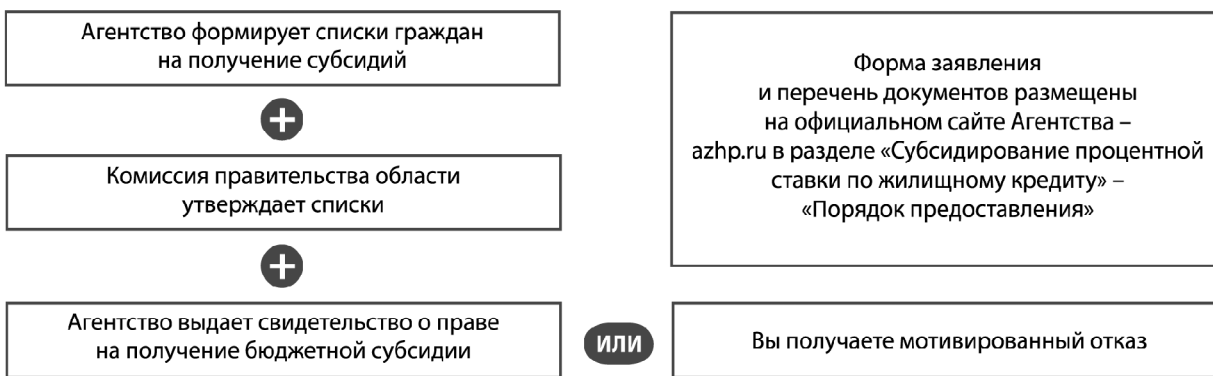 Агентство формирует списки граждан
на получение субсидий
+
Комиссия правительства области
утверждает списки
+
Агентство выдает свидетельство о праве
на получение бюджетной субсидии
или
Вы получаете мотивированный отказ
Форма заявления
и перечень документов размещены
на официальном сайте Агентства –
azhp.ru в разделе «Субсидирование процентной
ставки по жилищному кредиту» –
«Порядок предоставления»